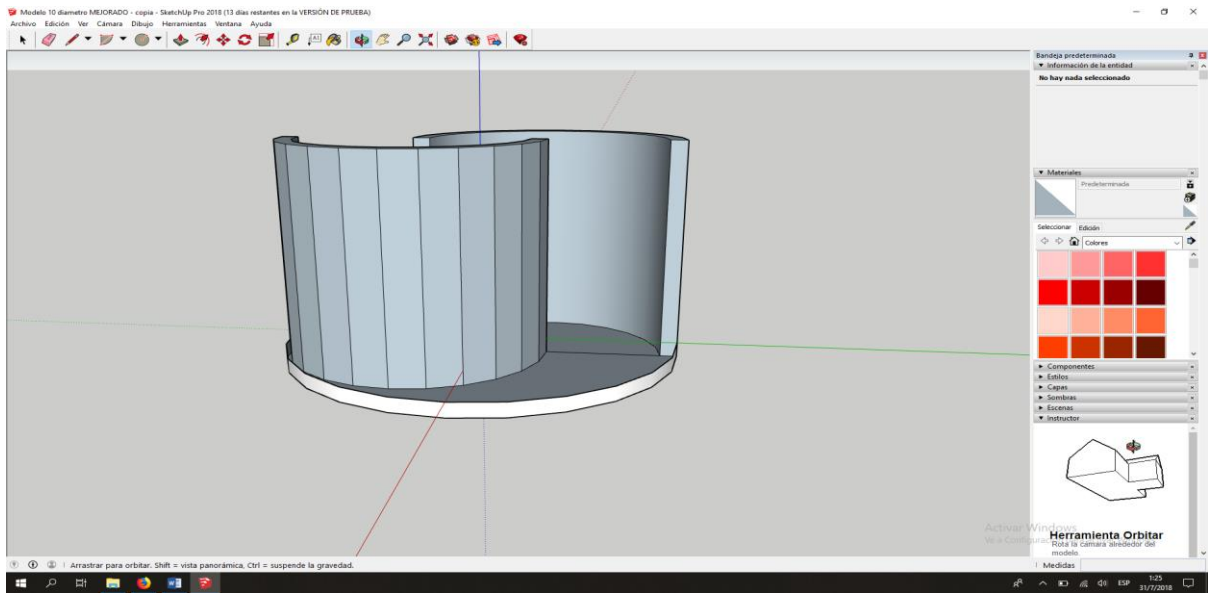 Modelo 10 diametro MEJORADO - copia - SketchUp Pro 2018 (13 días restantes en la VERSIÓN DE PRUEBA)
Archivo Edición Ver Cámara Dibujo Herramientas Ventana Ayuda
Bandeja predeterminada
Información de la entidad
No hay nada seleccionado
Materiales
Predeterminada
Seleccionar Edición
Colores
Componentes
Estilos
Capas
Sombras
Escenas
Instructor
Activar Windows
Ve a
Herramienta Orbitar
Rota la cámara alrededor del
modelo.
Arrastrar para orbitar. Shift = vista panorámica, Ctrl = suspende la gravedad.
Medidas
ESP
1:25
31/7/2018